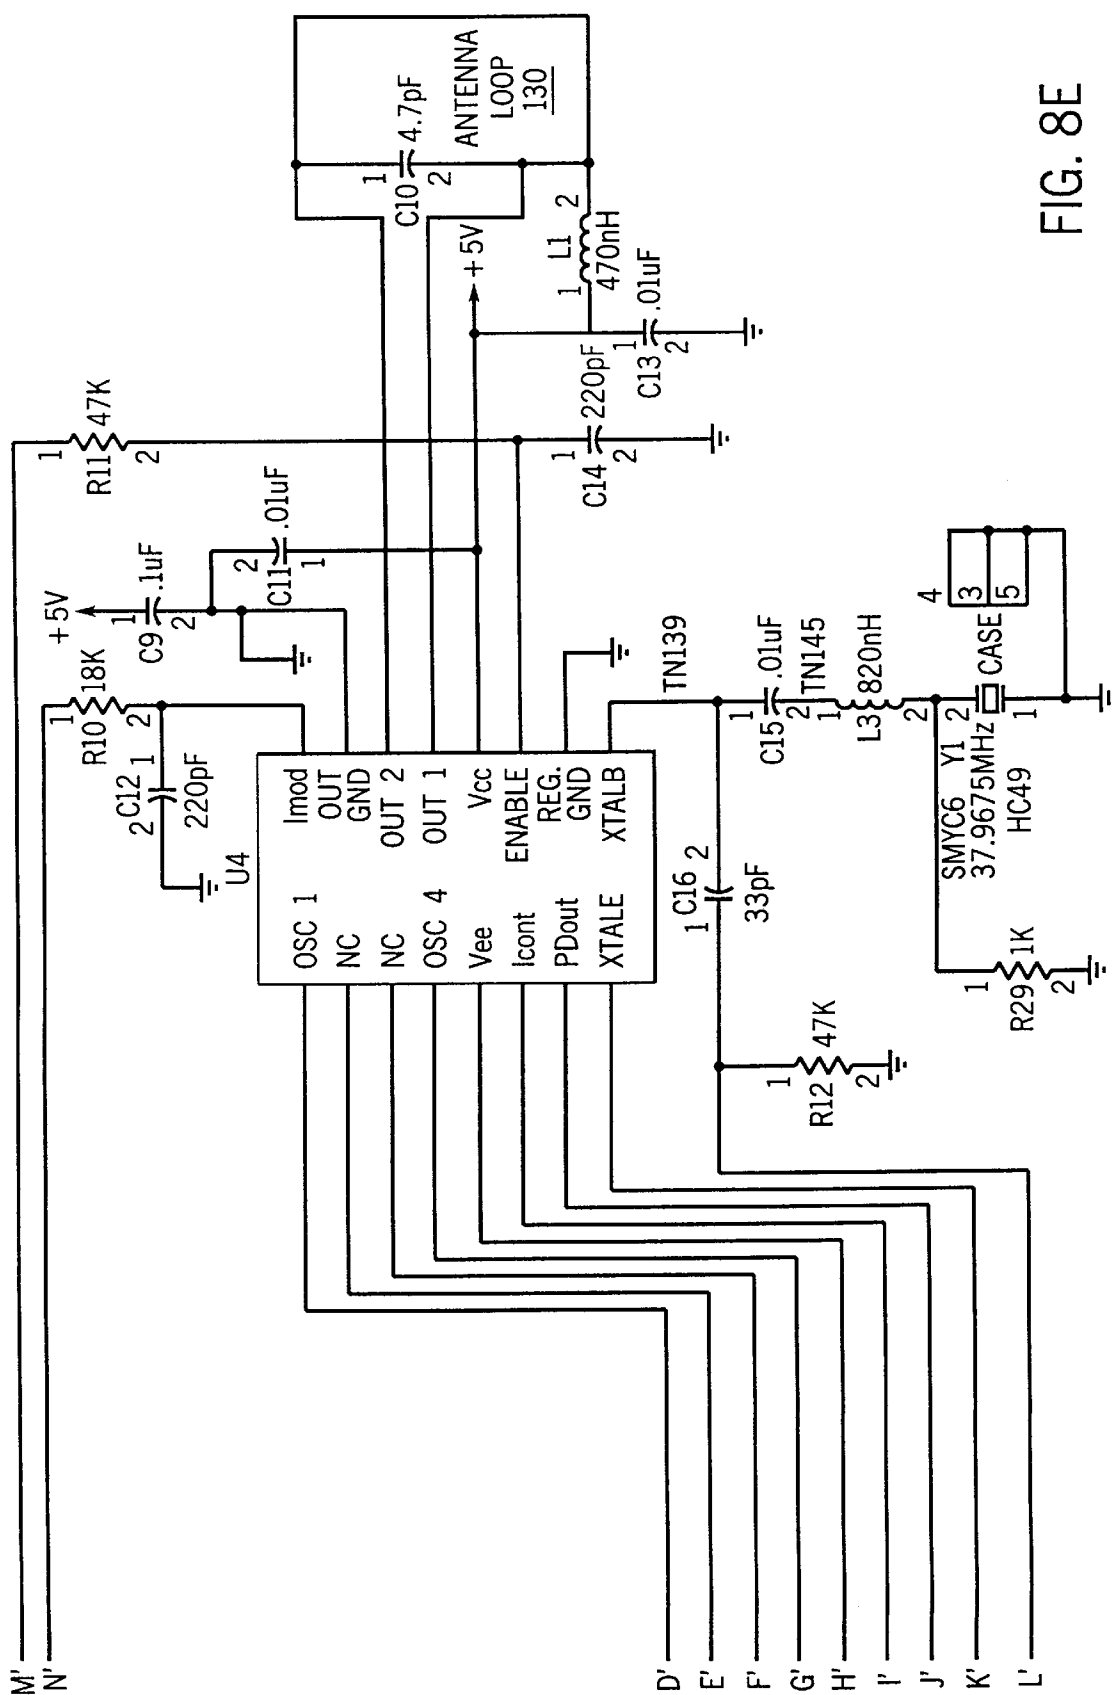 M'
N'
1
R10 18K
2
2 C12 1
220pF
+5V
1
C9 .1uF
2
2
C11 .01uF
1
1
R11 47K
2
1
C10 4.7pF
2
ANTENNA
LOOP
130
+5V
L1
1 2
470nH
1
C13 .01uF
2
1
C14 220pF
2
U4
OSC 1
NC
NC
OSC 4
Vee
Icont
PDout
XTALE
Imod
OUT
GND
OUT 2
OUT 1
Vcc
ENABLE
REG.
GND
XTALB
TN139
1 C16 2
33pF
1
C15 .01uF
2
TN145
1
L3 820nH
2
SMYC6 Y1
37.9675MHz
HC49
2
1
CASE
4
3
5
1
R12 47K
2
1
R29 1K
2
D'
E'
F'
G'
H'
I'
J'
K'
L'
FIG. 8E